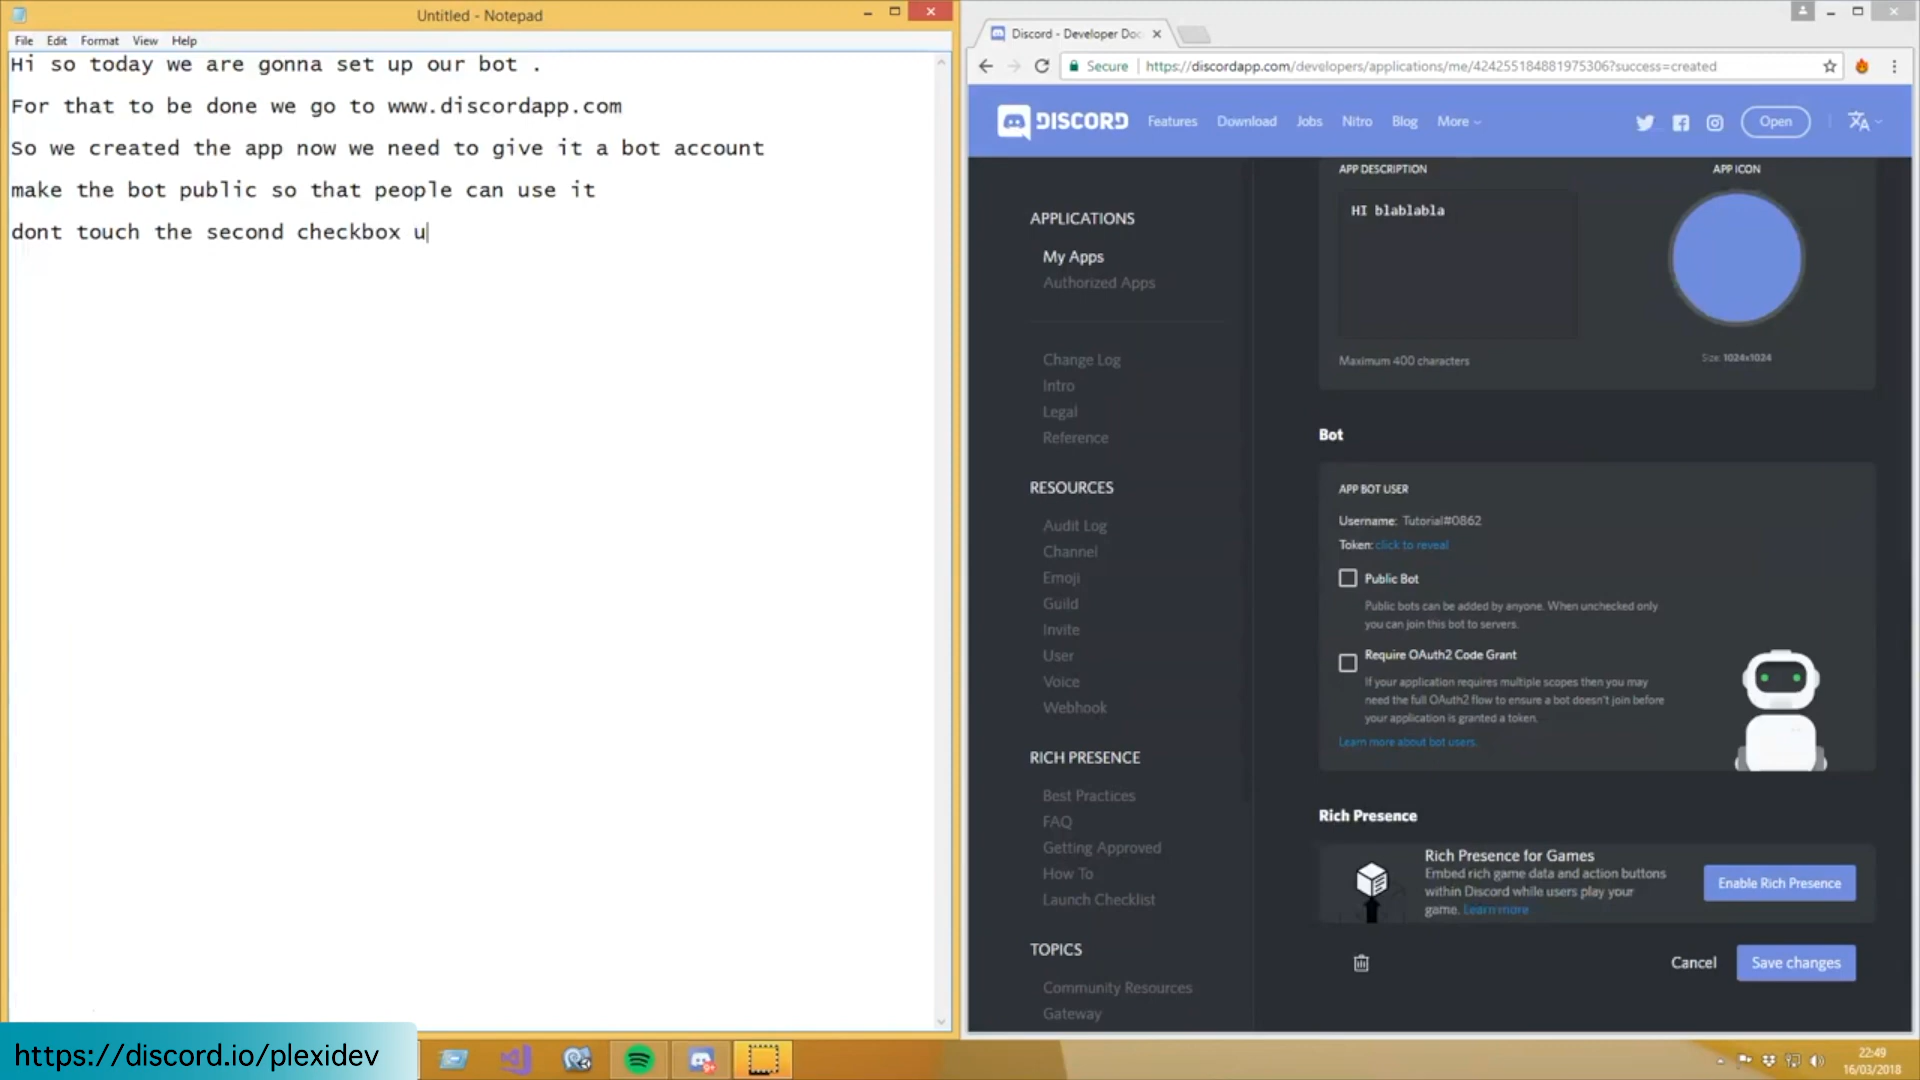 Untitled - Notepad
File Edit Format View Help
Hi so today we are gonna set up our bot .
For that to be done we go to www.discordapp.com
So we created the app now we need to give it a bot account
make the bot public so that people can use it
dont touch the second checkbox u
https://discord.io/plexidev
Discord - Developer Doc
Secure https://discordapp.com/developers/applications/me/424255184881975306?success=created
DISCORD Features Download Jobs Nitro Blog More Open
APPLICATIONS
My Apps
Authorized Apps
Change Log
Intro
Legal
Reference
RESOURCES
Audit Log
Channel
Emoji
Guild
Invite
User
Voice
Webhook
RICH PRESENCE
Best Practices
FAQ
Getting Approved
How To
Launch Checklist
TOPICS
Community Resources
Gateway
APP DESCRIPTION
HI blablabla
Maximum 400 characters
APP ICON
Size: 1024x1024
Bot
APP BOT USER
Username: Tutorial#0862
Token: click to reveal
Public Bot
Public bots can be added by anyone. When unchecked only
you can join this bot to servers.
Require OAuth2 Code Grant
If your application requires multiple scopes then you may
need the full OAuth2 flow to ensure a bot doesn't join before
your application is granted a token.
Learn more about bot users.
Rich Presence
Rich Presence for Games
Embed rich game data and action buttons
within Discord while users play your
game. Learn more
Enable Rich Presence
Cancel Save changes
22:49
16/03/2018